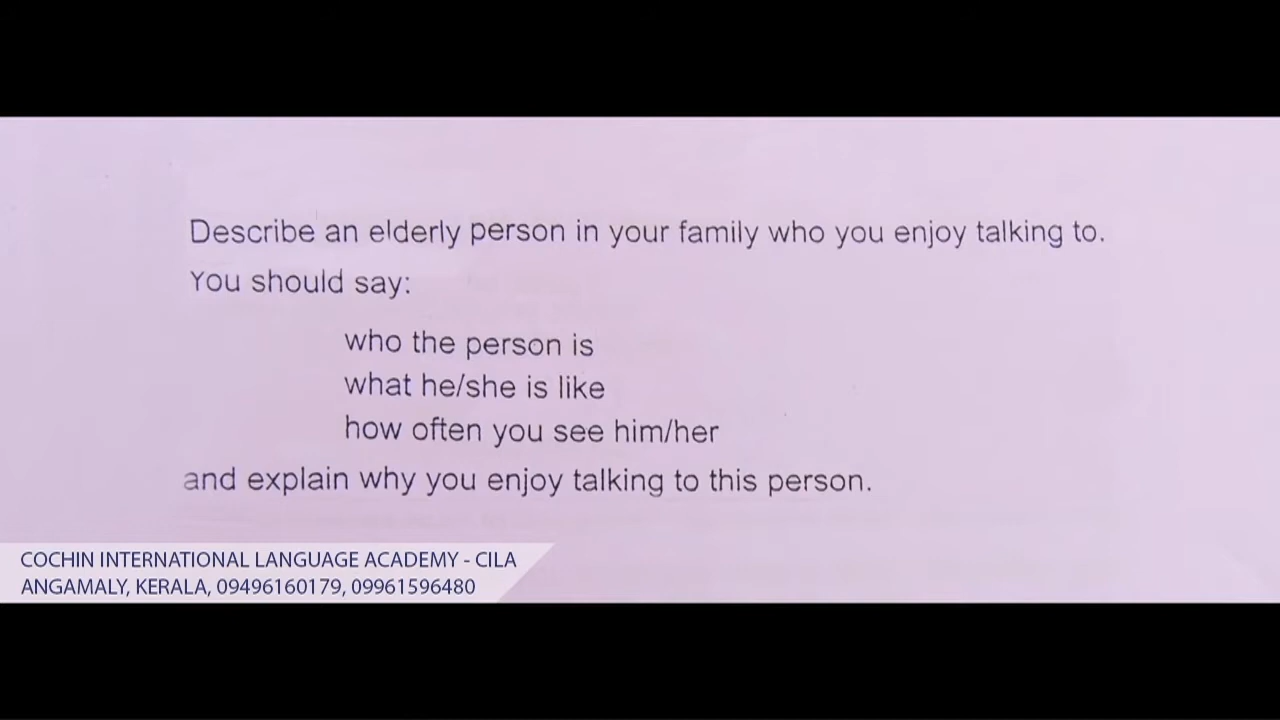 Describe an elderly person in your family who you enjoy talking to.
You should say:
who the person is
what he/she is like
how often you see him/her
and explain why you enjoy talking to this person.
COCHIN INTERNATIONAL LANGUAGE ACADEMY - CILA
ANGAMALY, KERALA, 09496160179, 09961596480